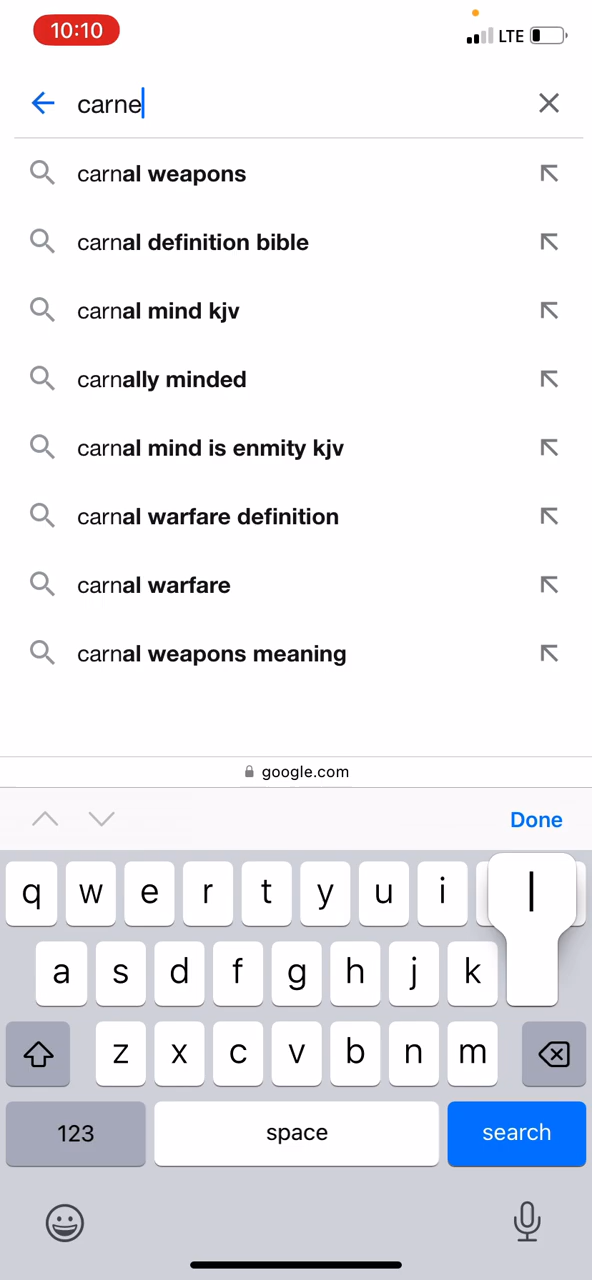 10:10 LTE
carne
carnal weapons
carnal definition bible
carnal mind kjv
carnally minded
carnal mind is enmity kjv
carnal warfare definition
carnal warfare
carnal weapons meaning
google.com
Done
q w e r t y u i
a s d f g h j k l
z x c v b n m
123 space search